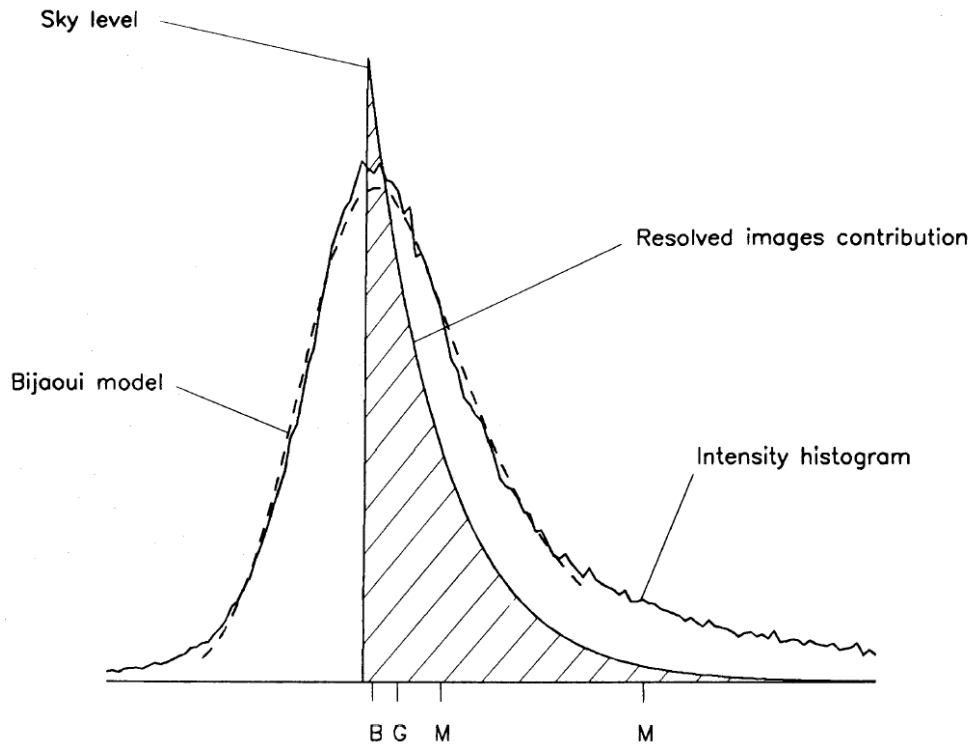 Sky level
Resolved images contribution
Bijaoui model
Intensity histogram
B G M M